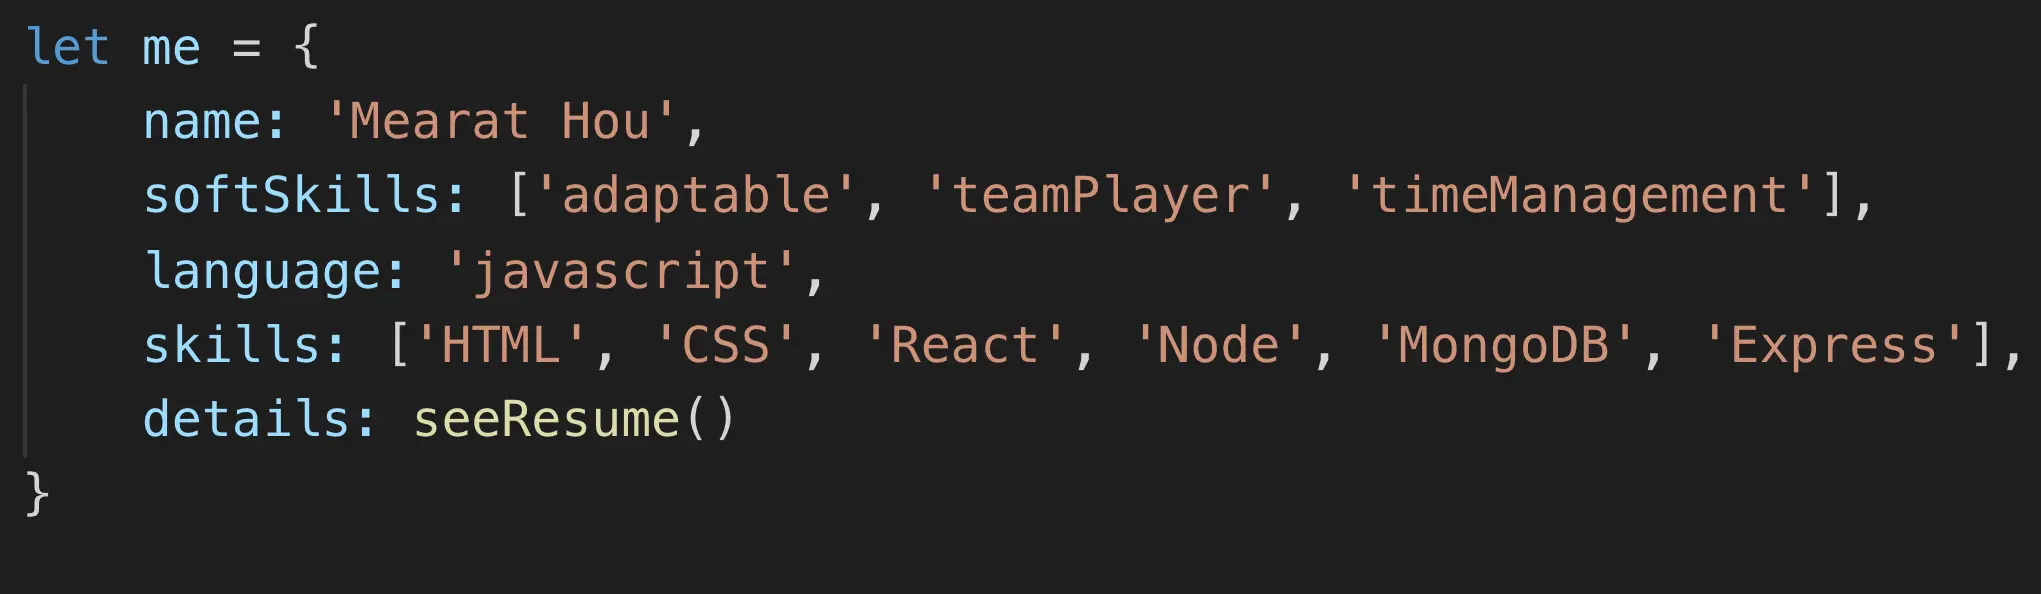 let me = {
    name: 'Mearat Hou',
    softSkills: ['adaptable', 'teamPlayer', 'timeManagement'],
    language: 'javascript',
    skills: ['HTML', 'CSS', 'React', 'Node', 'MongoDB', 'Express'],
    details: seeResume()
}